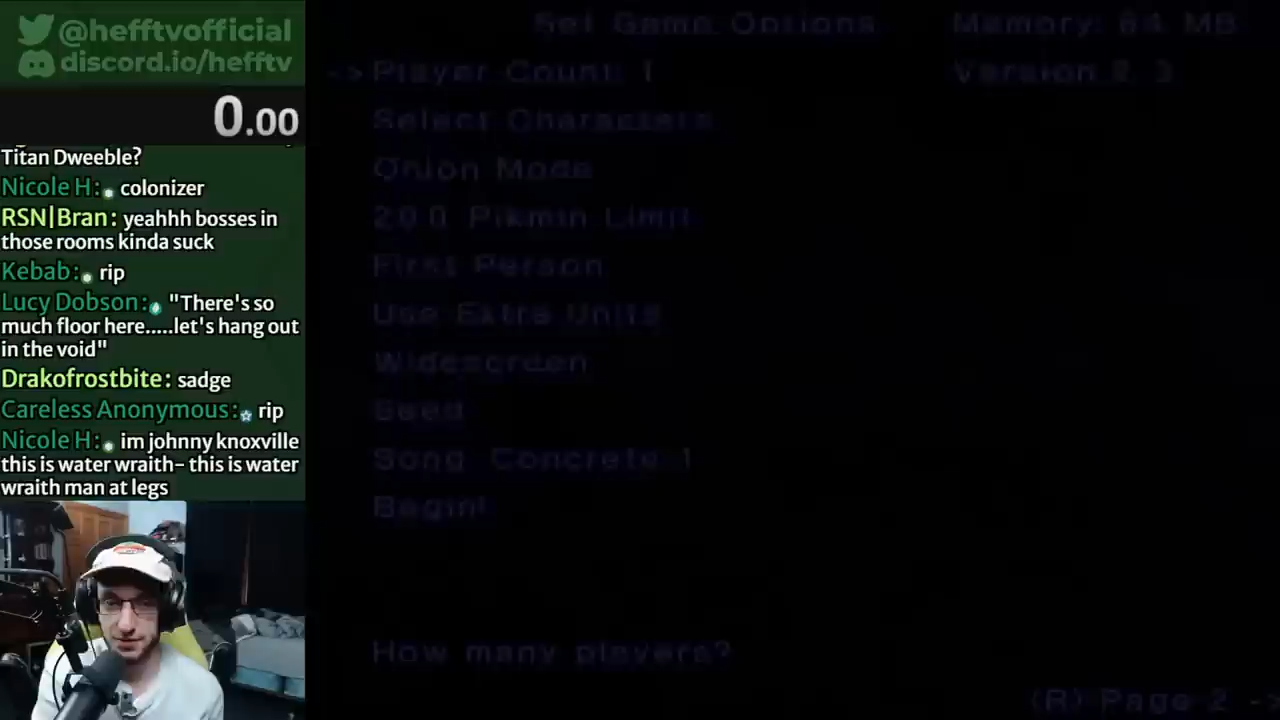 @hefftvofficial
discord.io/hefftv
0.00
Titan Dweeble?
Nicole H: colonizer
RSN|Bran: yeahhh bosses in
those rooms kinda suck
Kebab: rip
Lucy Dobson: "There's so
much floor here.....let's hang out
in the void"
Drakofrostbite: sadge
Careless Anonymous: rip
Nicole H: im johnny knoxville
this is water wraith- this is water
wraith man at legs
Set Game Options
Memory: 64 MB
-> Player Count: 1
Version 2.3
Select Characters
Onion Mode
200 Pikmin Limit
First Person
Use Extra Units
Widescreen
Seed
Song: Concrete 1
Begin!
How many players?
(R) Page 2 ->